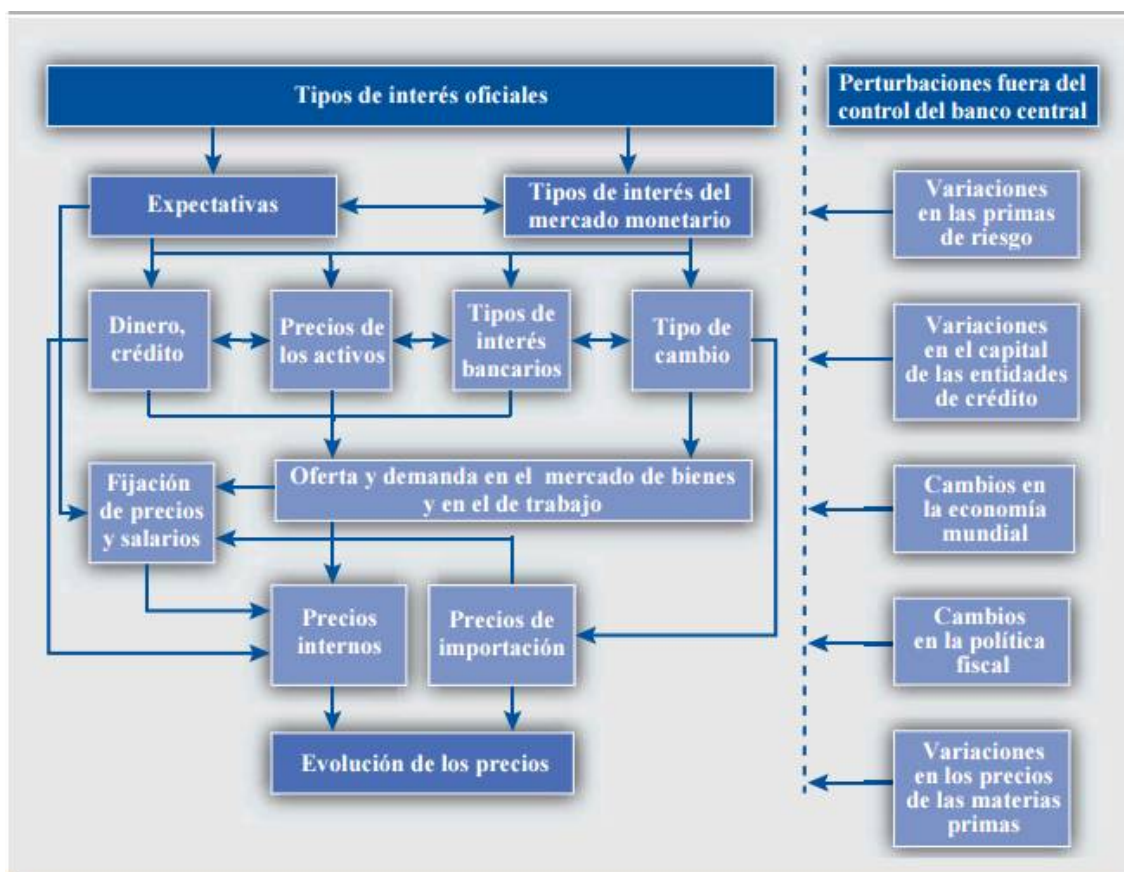 Tipos de interés oficiales
Perturbaciones fuera del
control del banco central
Expectativas
Tipos de interés del
mercado monetario
Variaciones
en las primas
de riesgo
Dinero,
crédito
Precios de
los activos
Tipos de
interés
bancarios
Tipo de
cambio
Variaciones
en el capital
de las entidades
de crédito
Fijación
de precios
y salarios
Oferta y demanda en el mercado de bienes
y en el de trabajo
Cambios en
la economía
mundial
Precios
internos
Precios de
importación
Cambios
en la política
fiscal
Evolución de los precios
Variaciones
en los precios
de las materias
primas